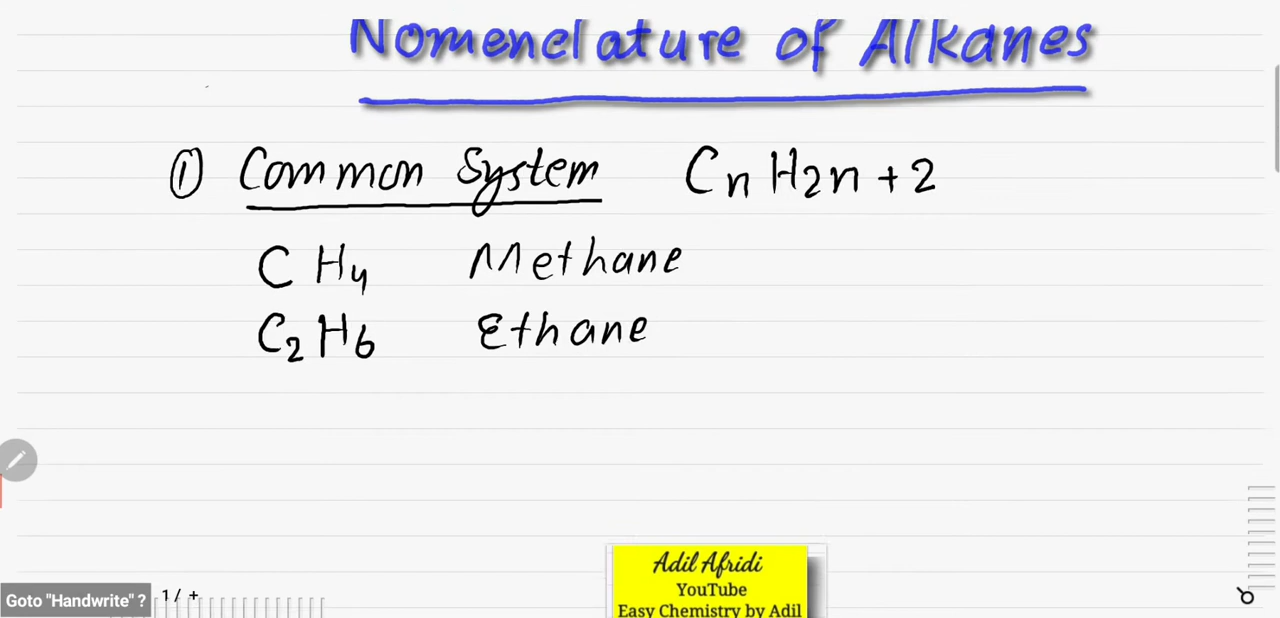 Nomenclature of Alkanes
① Common System CnH2n+2
CH4 Methane
C2H6 Ethane
Adil Afridi
YouTube
Easy Chemistry by Adil
Goto "Handwrite" ? 1 / +